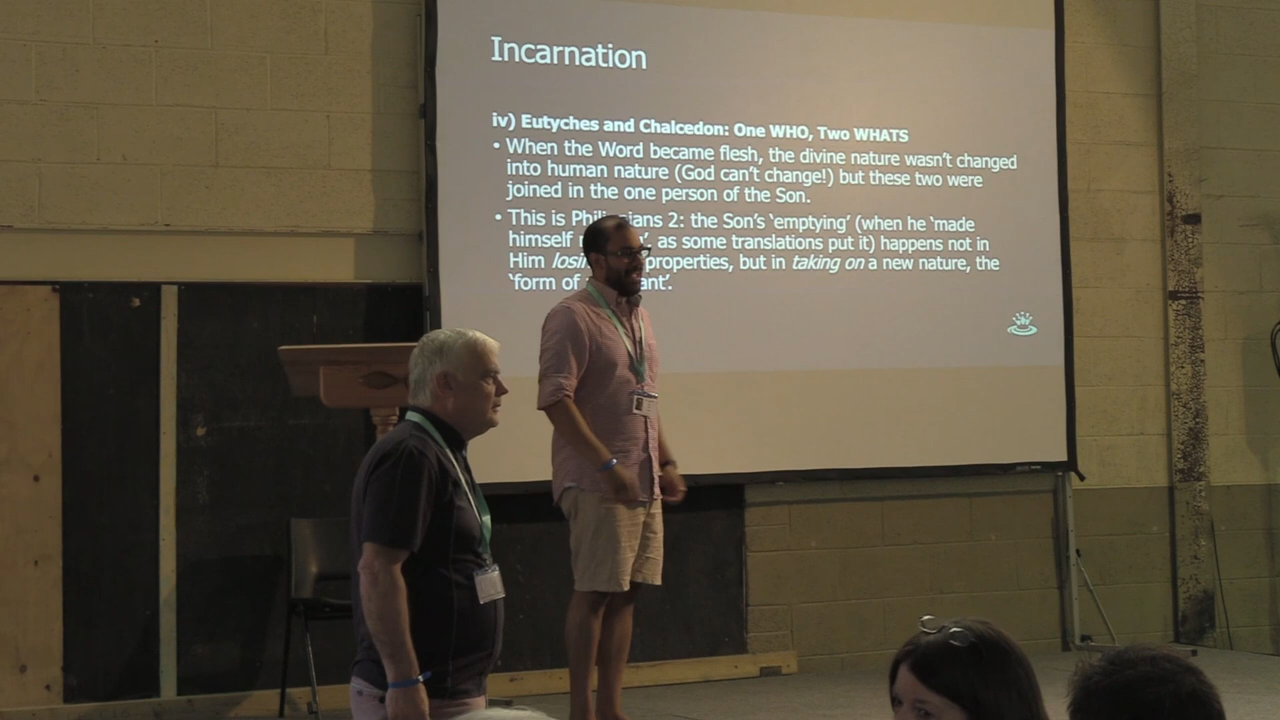 Incarnation
iv) Eutyches and Chalcedon: One WHO, Two WHATS
• When the Word became flesh, the divine nature wasn't changed
into human nature (God can't change!) but these two were
joined in the one person of the Son.
• This is 2: the Son's 'emptying' (when he 'made
himself as some translations put it) happens not in
Him properties, but in taking on a new nature, the
'form of